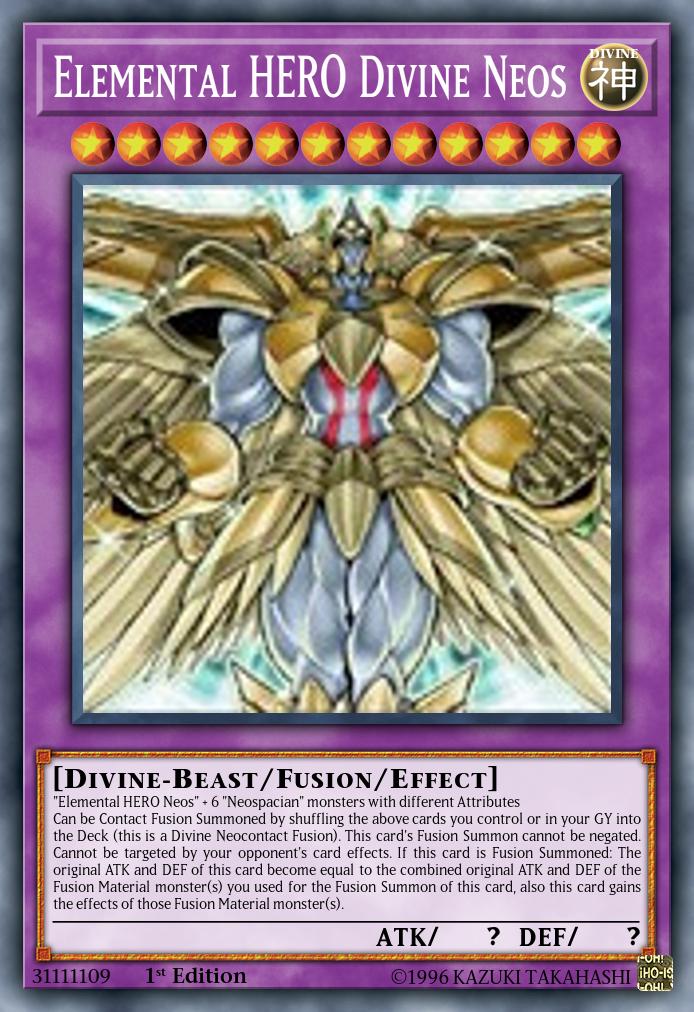 Elemental HERO Divine Neos
DIVINE
神
[Divine-Beast/Fusion/Effect]
"Elemental HERO Neos" + 6 "Neospacian" monsters with different Attributes
Can be Contact Fusion Summoned by shuffling the above cards you control or in your GY into
the Deck (this is a Divine Neocontact Fusion). This card's Fusion Summon cannot be negated.
Cannot be targeted by your opponent's card effects. If this card is Fusion Summoned: The
original ATK and DEF of this card become equal to the combined original ATK and DEF of the
Fusion Material monster(s) you used for the Fusion Summon of this card, also this card gains
the effects of those Fusion Material monster(s).
ATK/ ? DEF/ ?
31111109 1st Edition ©1996 KAZUKI TAKAHASHI